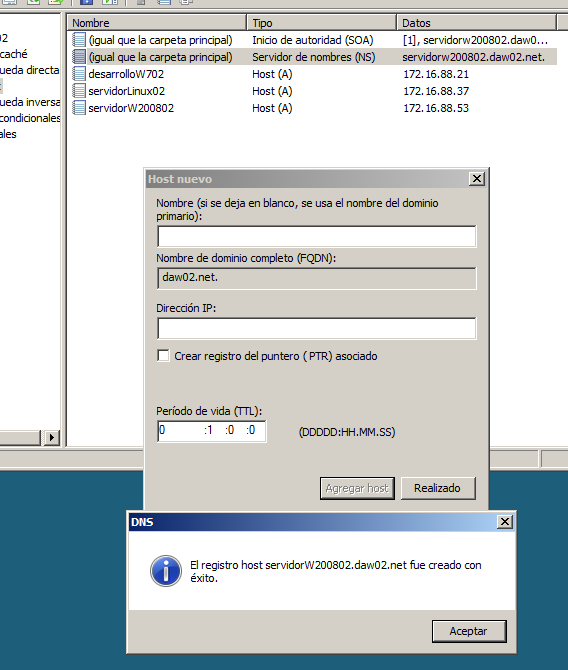 Nombre Tipo Datos
02 (igual que la carpeta principal) Inicio de autoridad (SOA) [1], servidorw200802.daw0...
caché (igual que la carpeta principal) Servidor de nombres (NS) servidorw200802.daw02.net.
ueda directa desarrolloW702 Host (A) 172.16.88.21
servidorLinux02 Host (A) 172.16.88.37
ueda inversa servidorW200802 Host (A) 172.16.88.53
condicionales
ales
Host nuevo
Nombre (si se deja en blanco, se usa el nombre del dominio
primario):
Nombre de dominio completo (FQDN):
daw02.net.
Dirección IP:
Crear registro del puntero ( PTR) asociado
Período de vida (TTL):
0 :1 :0 :0 (DDDDD:HH.MM.SS)
Agregar host Realizado
DNS
El registro host servidorW200802.daw02.net fue creado con
éxito.
Aceptar